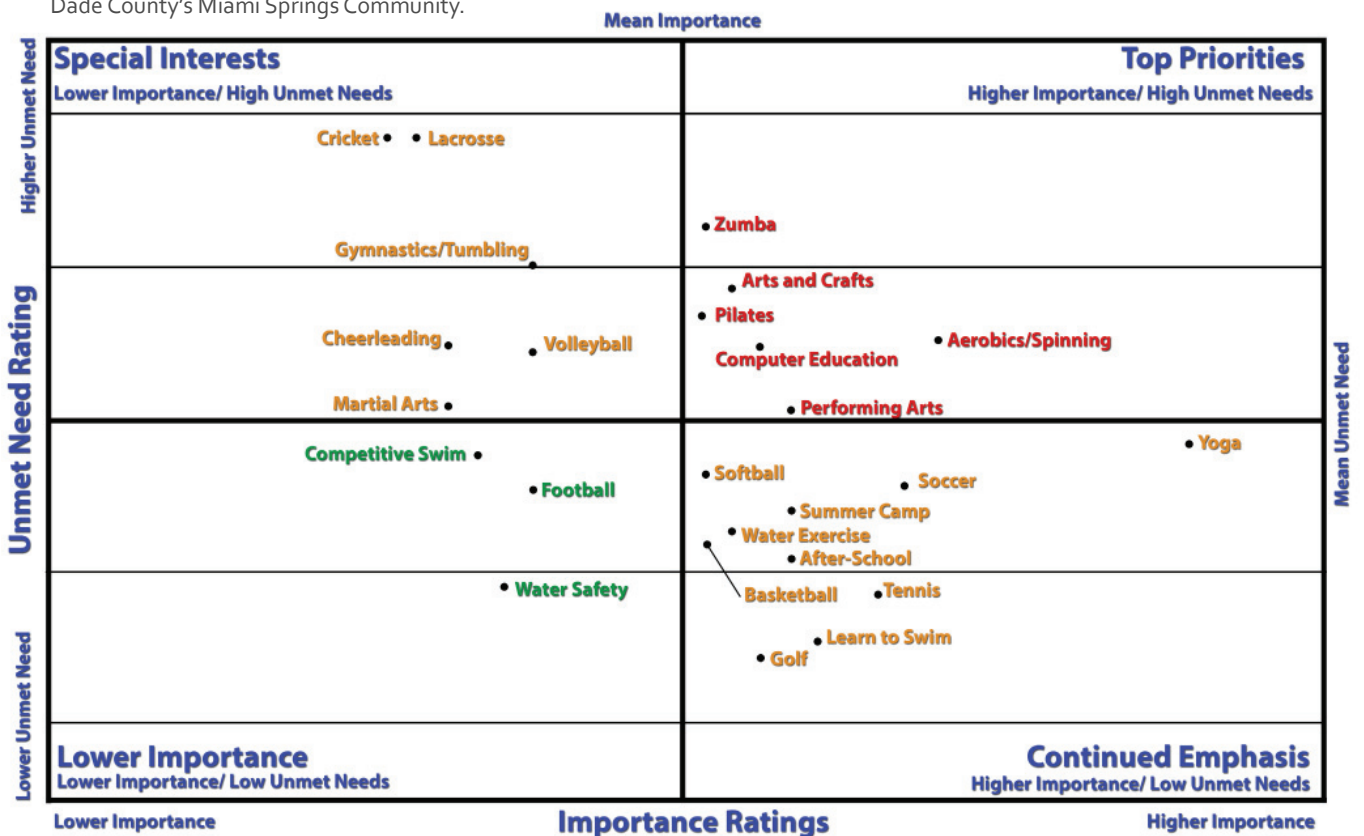 Dade County's Miami Springs Community.
Mean Importance
Special Interests
Top Priorities
Lower Importance/ High Unmet Needs
Higher Importance/ High Unmet Needs
Higher Unmet Need
Cricket
Lacrosse
Zumba
Gymnastics/Tumbling
Arts and Crafts
Pilates
Cheerleading
Volleyball
Aerobics/Spinning
Computer Education
Martial Arts
Performing Arts
Unmet Need Rating
Mean Unmet Need
Yoga
Competitive Swim
Softball
Soccer
Football
Summer Camp
Water Exercise
After-School
Water Safety
Basketball
Tennis
Learn to Swim
Golf
Lower Unmet Need
Lower Importance
Continued Emphasis
Lower Importance/ Low Unmet Needs
Higher Importance/ Low Unmet Needs
Lower Importance
Importance Ratings
Higher Importance